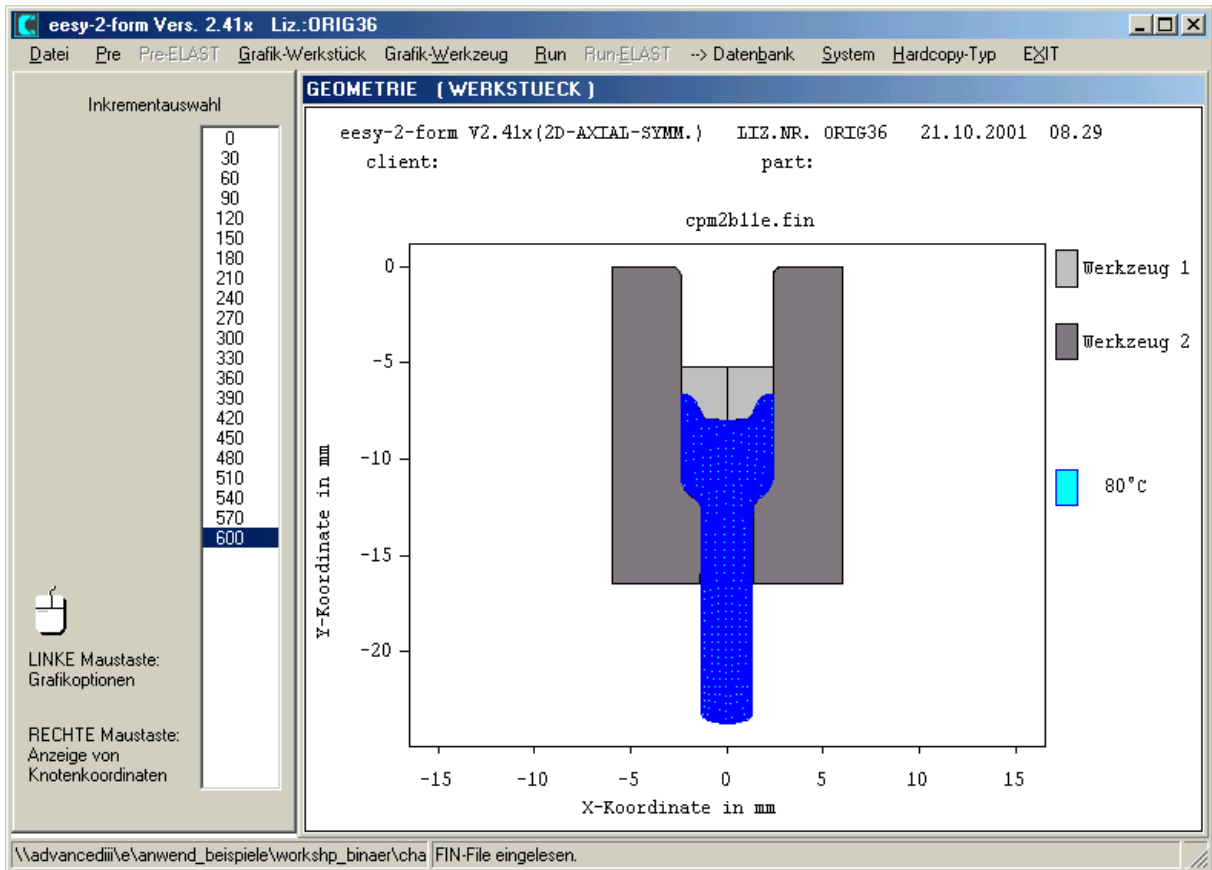 eesy-2-form Vers. 2.41x Liz.:ORIG36
Datei Pre Pre-ELAST Grafik-Werkstück Grafik-Werkzeug Run Run-ELAST --> Datenbank System Hardcopy-Typ EXIT
Inkrementauswahl
0
30
60
90
120
150
180
210
240
270
300
330
360
390
420
450
480
510
540
570
600
LINKE Maustaste:
Grafikoptionen
RECHTE Maustaste:
Anzeige von
Knotenkoordinaten
GEOMETRIE ( WERKSTUECK )
eesy-2-form V2.41x(2D-AXIAL-SYMM.) LIZ.NR. ORIG36 21.10.2001 08.29
client: part:
cpm2b11e.fin
0
-5
-10
-15
-20
Y-Koordinate in mm
-15 -10 -5 0 5 10 15
X-Koordinate in mm
Werkzeug 1
Werkzeug 2
80°C
\\advancediii\e\anwend_beispiele\workshp_binaer\cha FIN-File eingelesen.